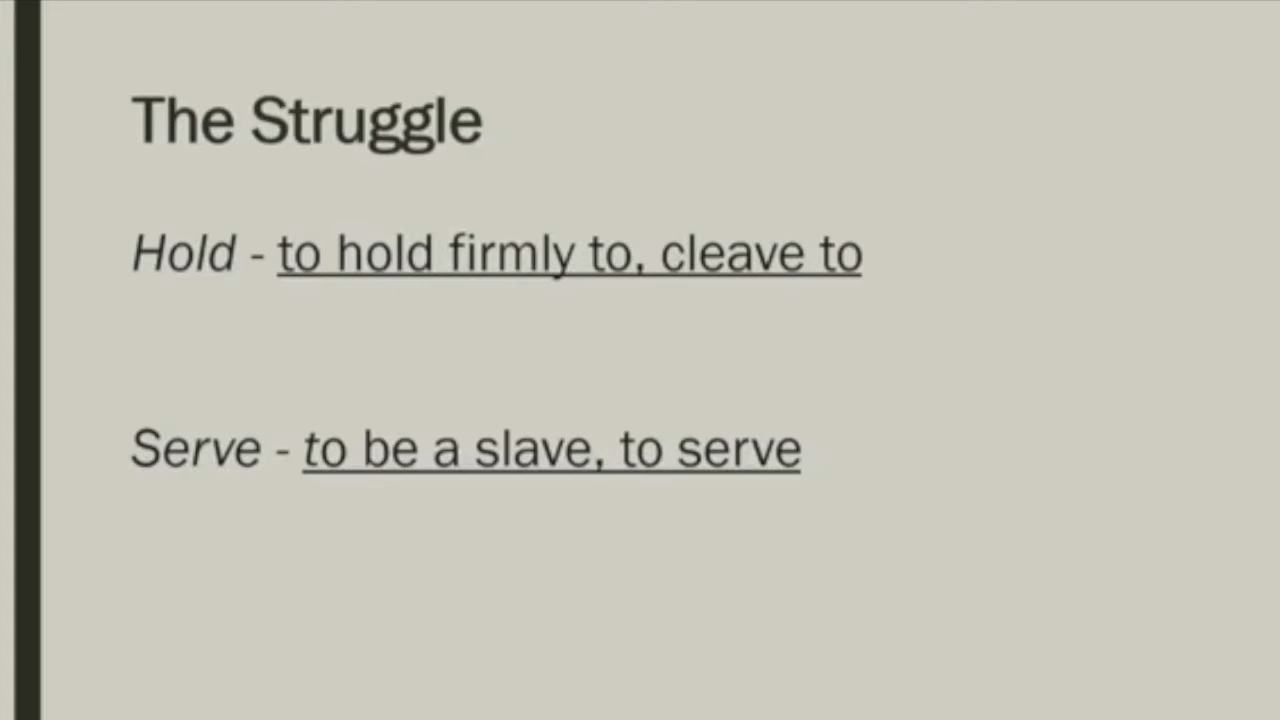 The Struggle
Hold - to hold firmly to, cleave to
Serve - to be a slave, to serve